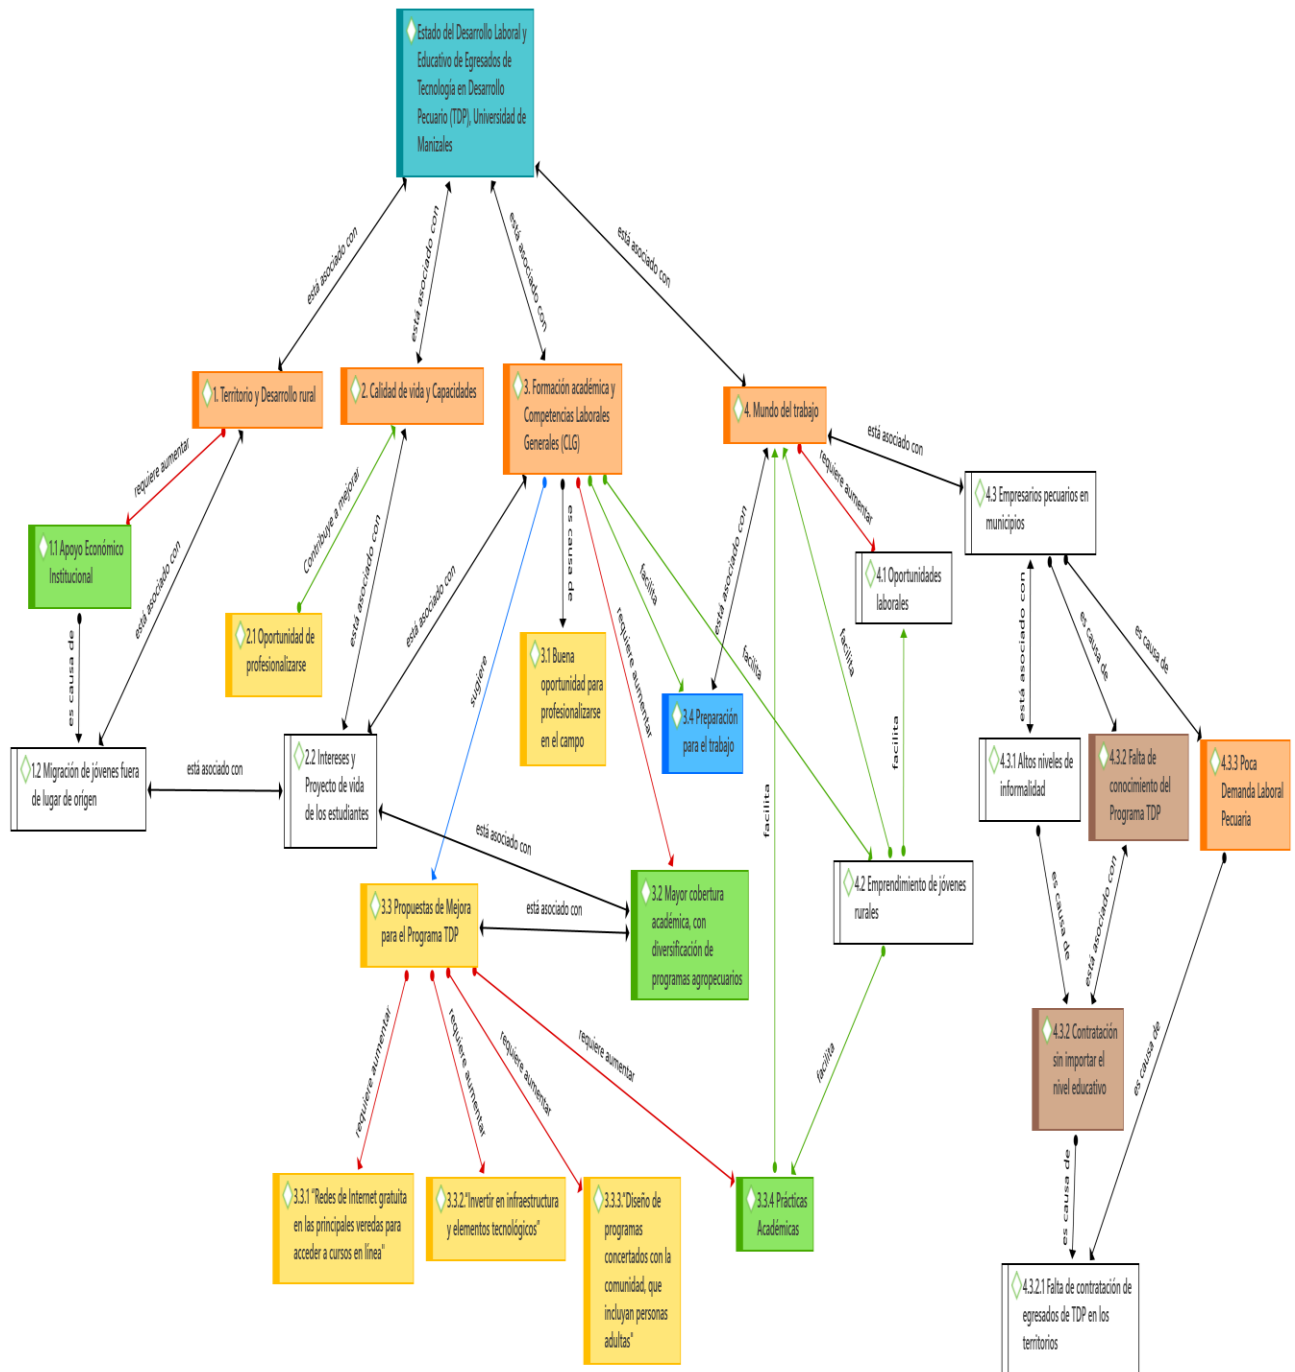 Estado del Desarrollo Laboral y
Educativo de Egresados de
Tecnología en Desarrollo
Pecuario (TDP), Universidad de
Manizales
está asociado con
está asociado con
está asociado con
está asociado con
1. Territorio y Desarrollo rural
2. Calidad de vida y Capacidades
3. Formación académica y
Competencias Laborales
Generales (CLG)
4. Mundo del trabajo
está asociado con
requiere aumentar
Contribuye a mejorar
requiere aumentar
4.3 Empresarios pecuarios en
municipios
1.1 Apoyo Económico
Institucional
está asociado con
está asociado con
está asociado con
es causa de
facilita
está asociado con
4.1 Oportunidades
laborales
2.1 Oportunidad de
profesionalizarse
es causa de
sugiere
3.1 Buena
oportunidad para
profesionalizarse
en el campo
requiere aumentar
facilita
facilita
está asociado con
es Causa de
es Causa de
3.4 Preparación
para el trabajo
facilita
facilita
1.2 Migración de jóvenes fuera
de lugar de orígen
está asociado con
2.2 Intereses y
Proyecto de vida
de los estudiantes
4.3.1 Altos niveles de
informalidad
4.3.2 Falta de
conocimiento del
Programa TDP
4.3.3 Poca
Demanda Laboral
Pecuaria
está asociado con
3.3 Propuestas de Mejora
para el Programa TDP
está asociado con
3.2 Mayor cobertura
académica, con
diversificación de
programas agropecuarios
4.2 Emprendimiento de jóvenes
rurales
es causa de
está asociado con
requiere aumentar
requiere aumentar
requiere aumentar
requiere aumentar
facilita
4.3.2 Contratación
sin importar el
nivel educativo
es causa de
3.3.1 "Redes de Internet gratuita
en las principales veredas para
acceder a cursos en línea"
3.3.2."Invertir en infraestructura
y elementos tecnológicos"
3.3.3."Diseño de
programas
concertados con la
comunidad, que
incluyan personas
adultas"
3.3.4 Prácticas
Académicas
es causa de
4.3.2.1 Falta de contratación de
egresados de TDP en los
territorios